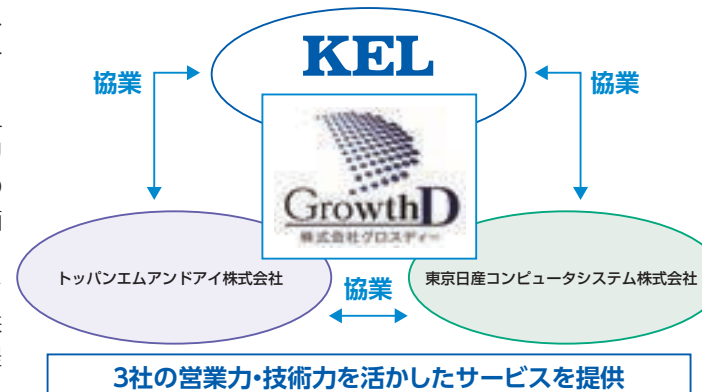 KEL
協業
協業
GrowthD
株式会社グロスディー
トッパンエムアンドアイ株式会社
東京日産コンピュータシステム株式会社
協業
3社の営業力・技術力を活かしたサービスを提供